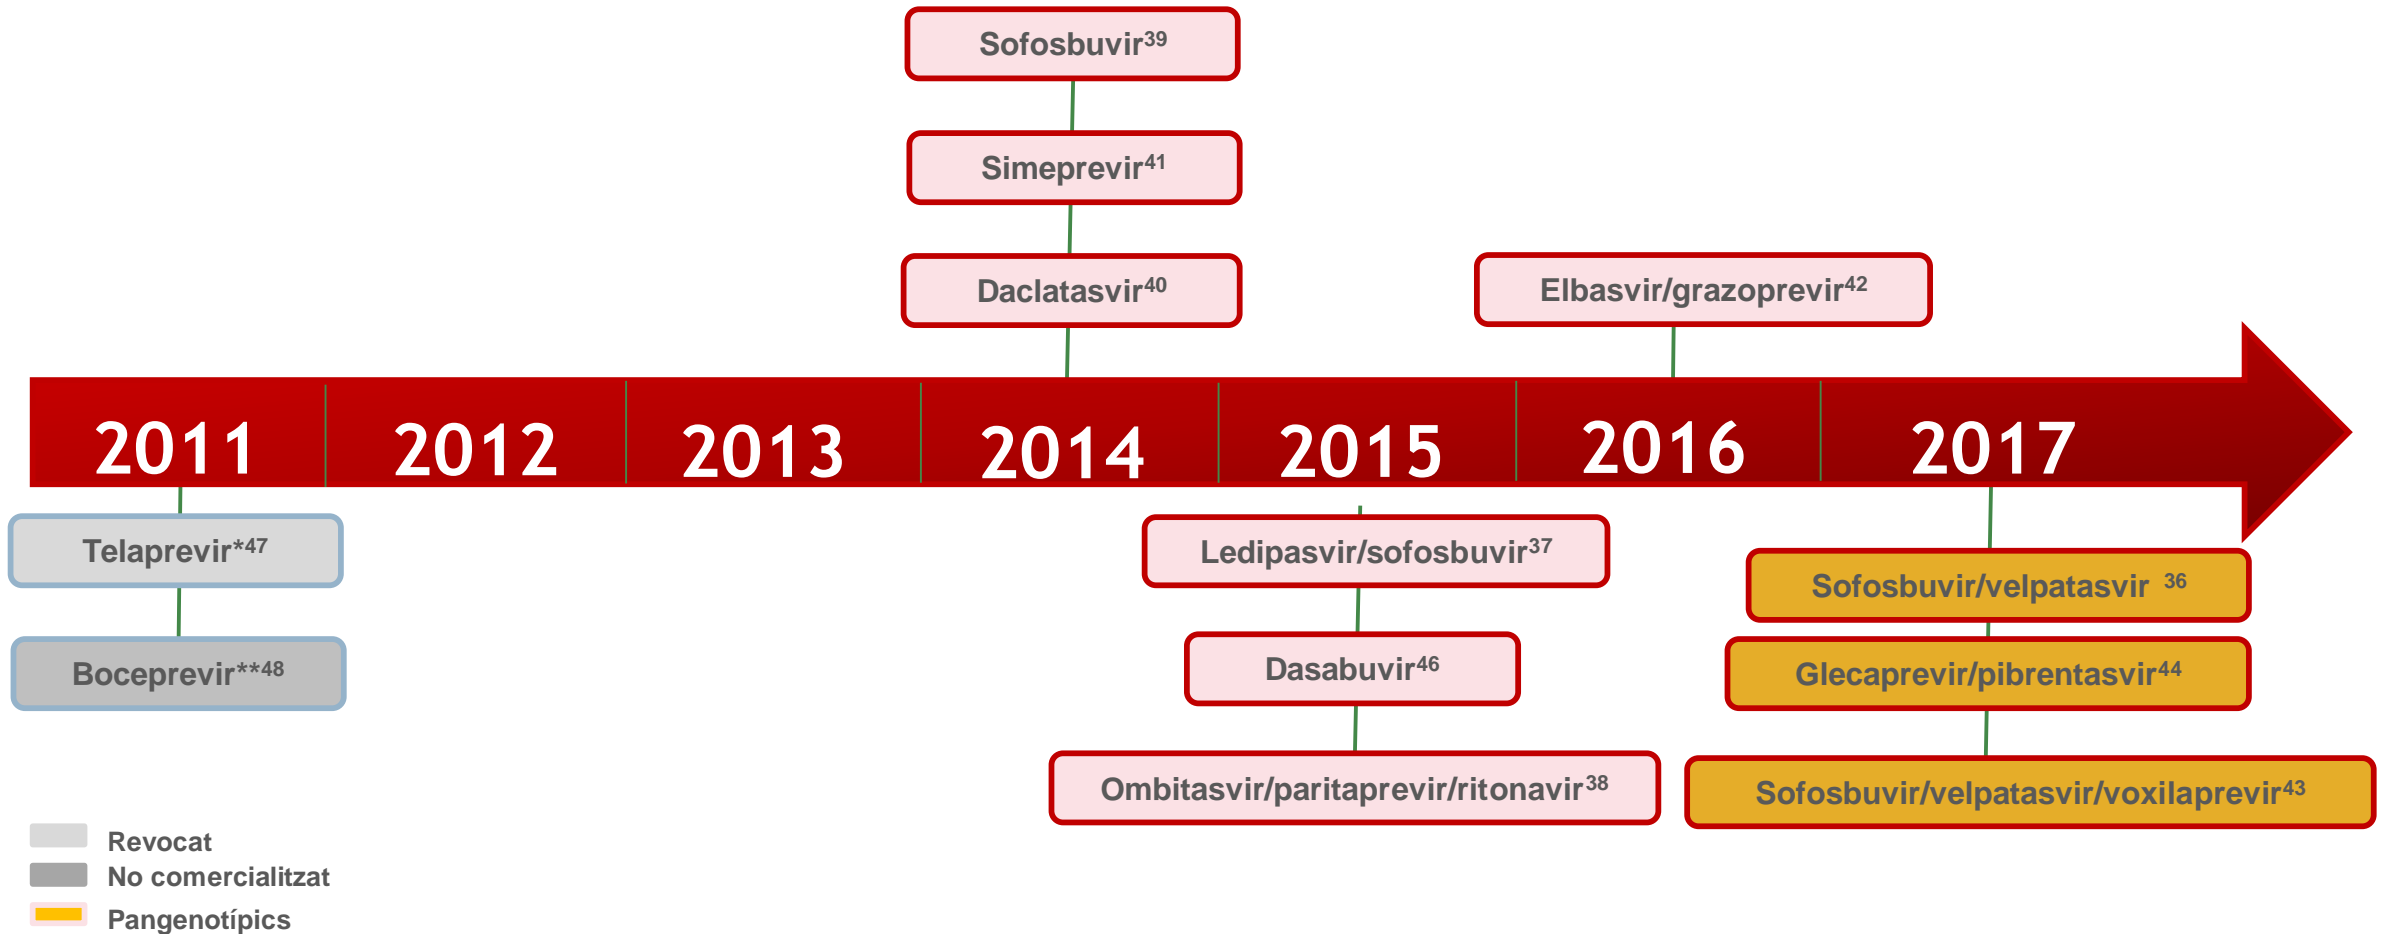 Sofosbuvir³⁹
Simeprevir⁴¹
Daclatasvir⁴⁰
Elbasvir/grazoprevir⁴²
2011
2012
2013
2014
2015
2016
2017
Telaprevir*⁴⁷
Boceprevir**⁴⁸
Ledipasvir/sofosbuvir³⁷
Dasabuvir⁴⁶
Ombitasvir/paritaprevir/ritonavir³⁸
Sofosbuvir/velpatasvir ³⁶
Glecaprevir/pibrentasvir⁴⁴
Sofosbuvir/velpatasvir/voxilaprevir⁴³
Revocat
No comercialitzat
Pangenotípics